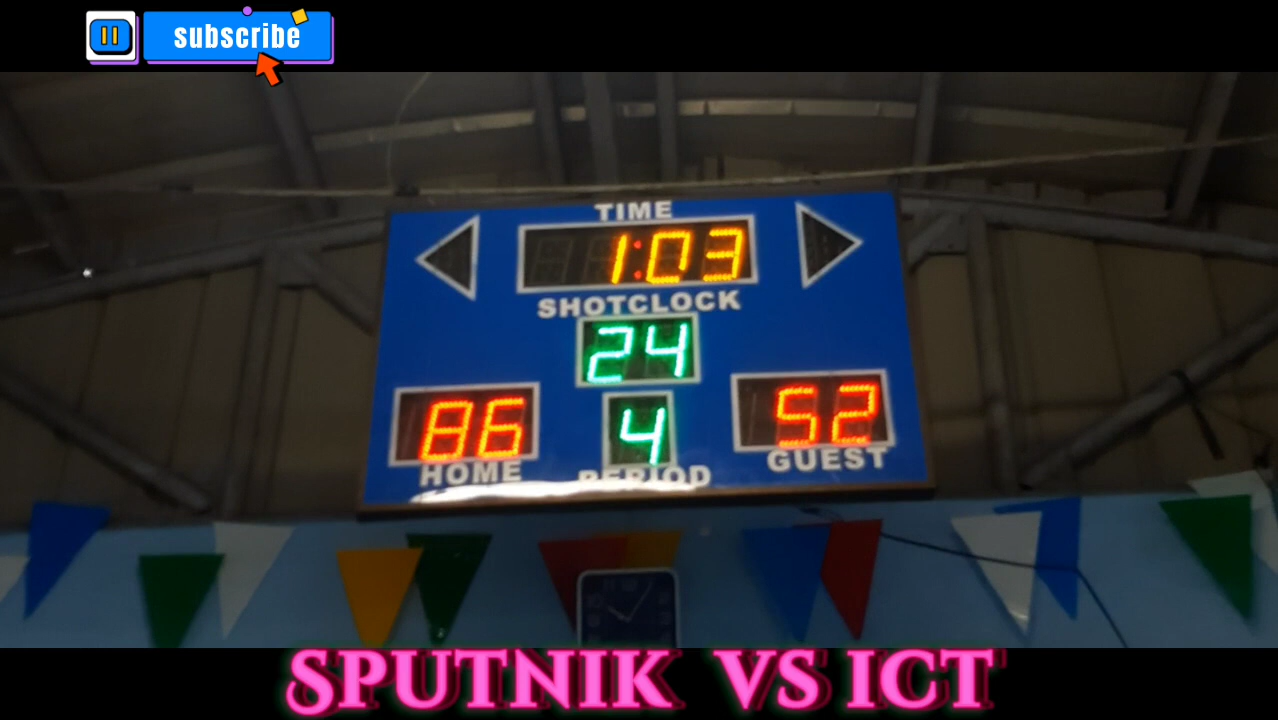 subscribe
TIME
1:03
SHOTCLOCK
24
86
4
52
HOME
PERIOD
GUEST
SPUTNIK VS ICT